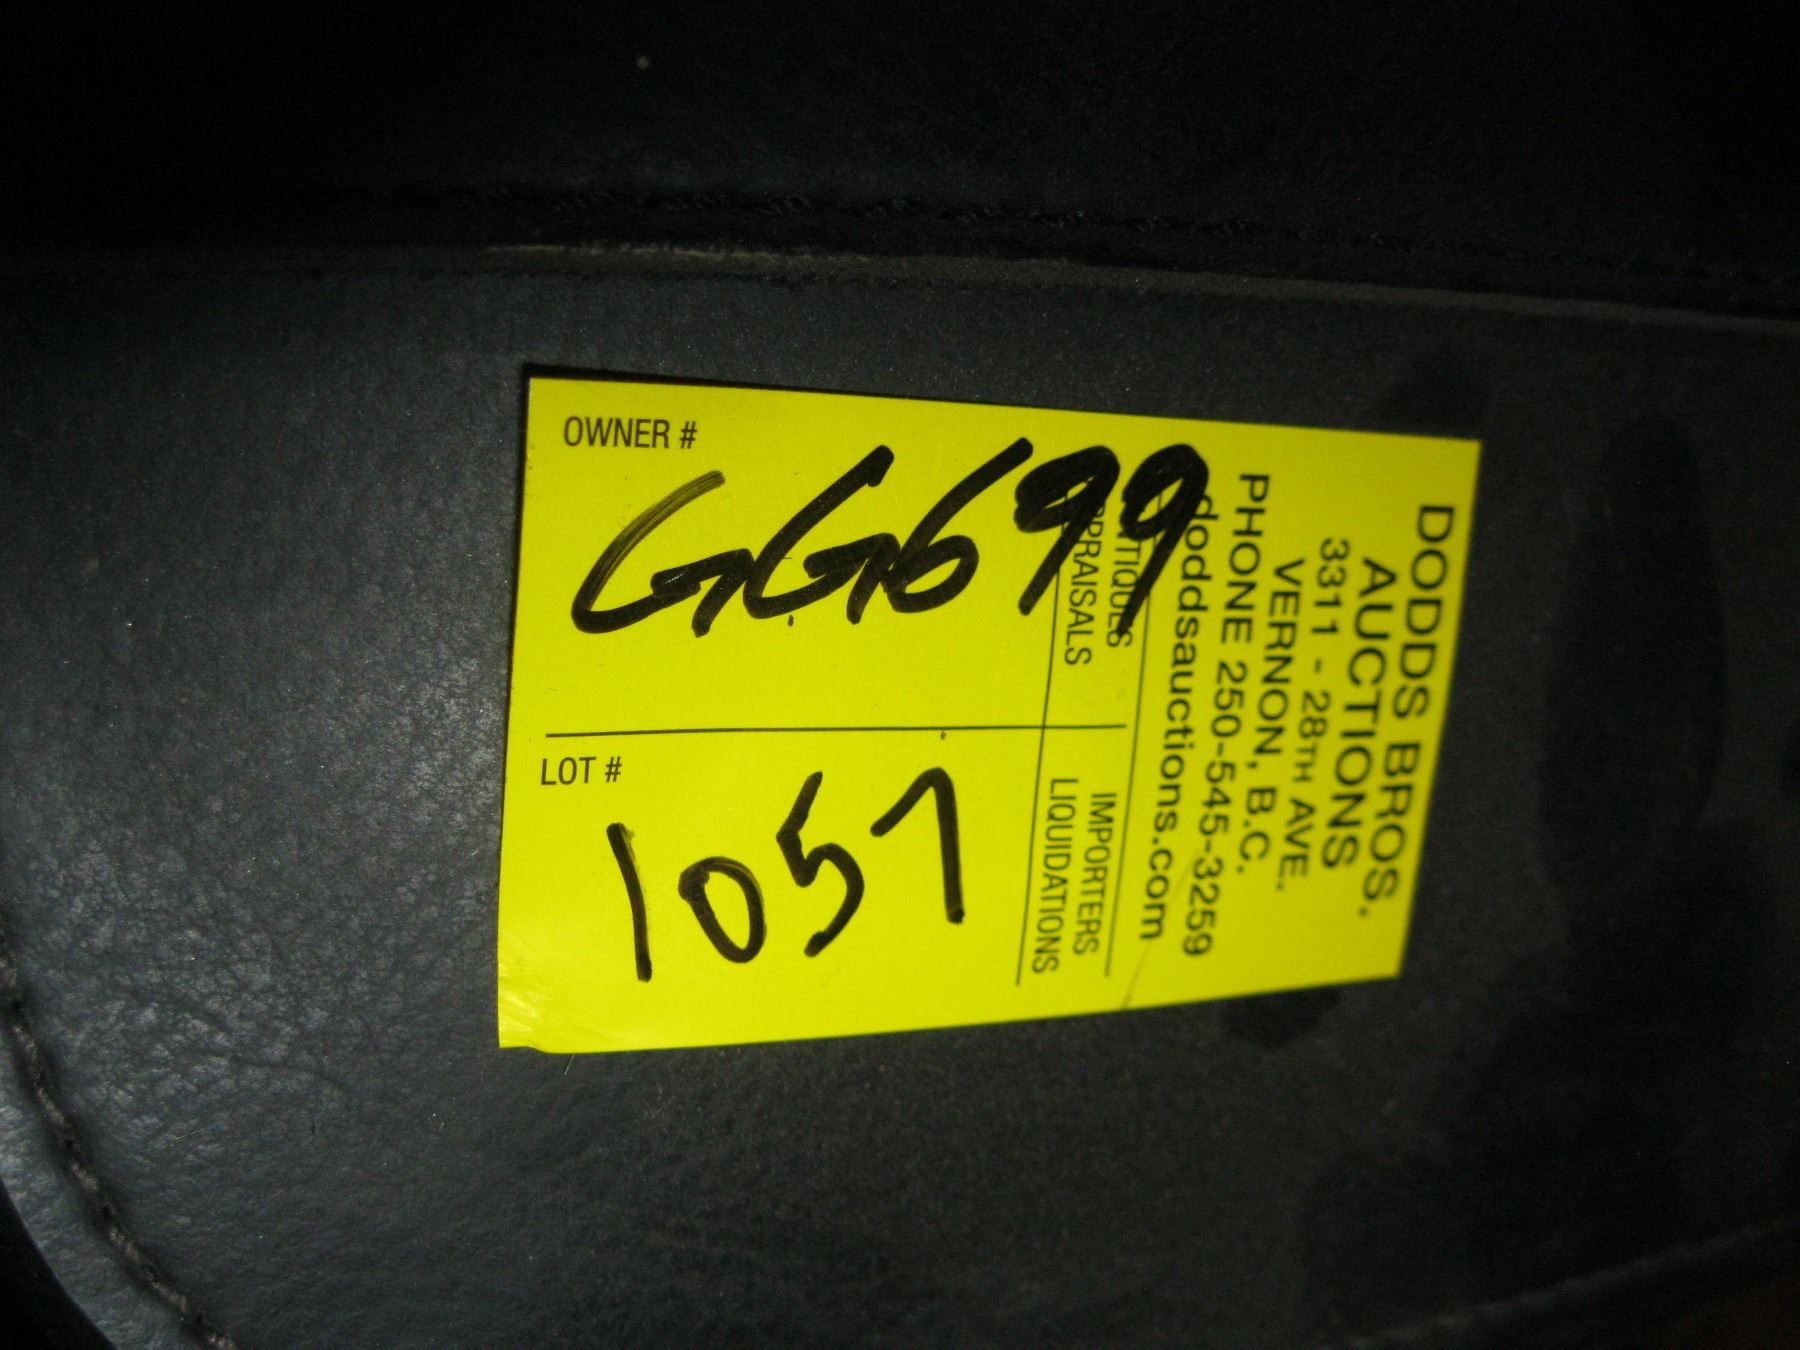 OWNER #
GG699
LOT #
1057
DODDS BROS.
AUCTIONS
3311 - 28TH AVE.
VERNON, B.C.
PHONE 250-545-3259
doddsauctions.com
ANTIQUES IMPORTERS
APPRAISALS LIQUIDATIONS